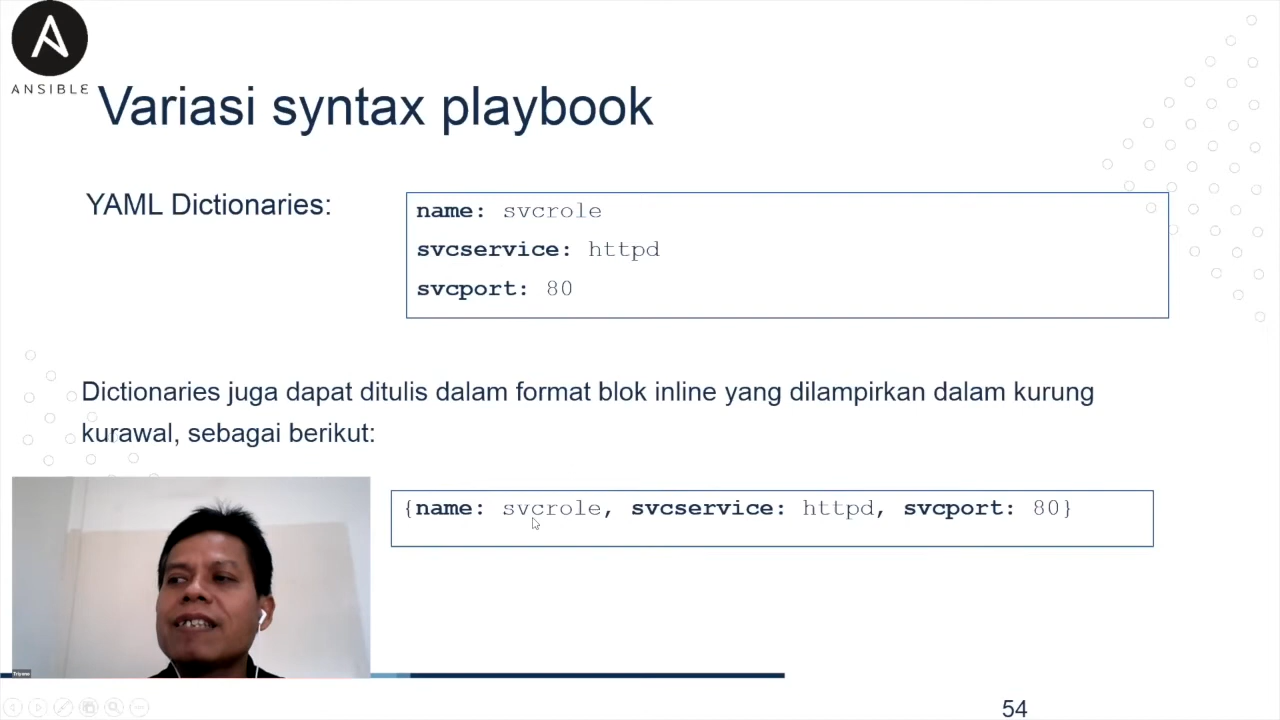 ANSIBLE
Variasi syntax playbook
YAML Dictionaries:
name: svcrole
svcservice: httpd
svcport: 80
Dictionaries juga dapat ditulis dalam format blok inline yang dilampirkan dalam kurung
kurawal, sebagai berikut:
{name: svcrole, svcservice: httpd, svcport: 80}
Triyono
54